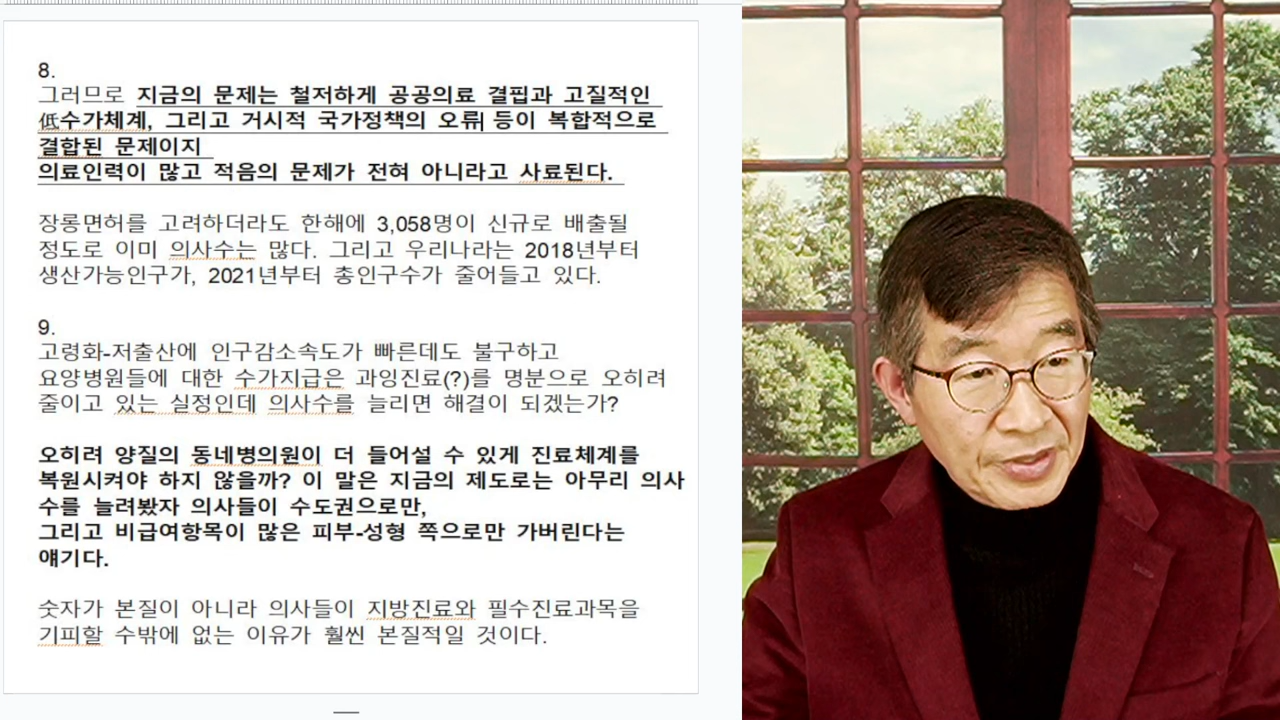 8.
그러므로 지금의 문제는 철저하게 공공의료 결핍과 고질적인
低수가체계, 그리고 거시적 국가정책의 오류 등이 복합적으로
결합된 문제이지
의료인력이 많고 적음의 문제가 전혀 아니라고 사료된다.
장롱면허를 고려하더라도 한해에 3,058명이 신규로 배출될
정도로 이미 의사수는 많다. 그리고 우리나라는 2018년부터
생산가능인구가, 2021년부터 총인구수가 줄어들고 있다.
9.
고령화-저출산에 인구감소속도가 빠른데도 불구하고
요양병원들에 대한 수가지급은 과잉진료(?)를 명분으로 오히려
줄이고 있는 실정인데 의사수를 늘리면 해결이 되겠는가?
오히려 양질의 동네병의원이 더 들어설 수 있게 진료체계를
복원시켜야 하지 않을까? 이 말은 지금의 제도로는 아무리 의사
수를 늘려봤자 의사들이 수도권으로만,
그리고 비급여항목이 많은 피부-성형 쪽으로만 가버린다는
얘기다.
숫자가 본질이 아니라 의사들이 지방진료와 필수진료과목을
기피할 수밖에 없는 이유가 훨씬 본질적일 것이다.